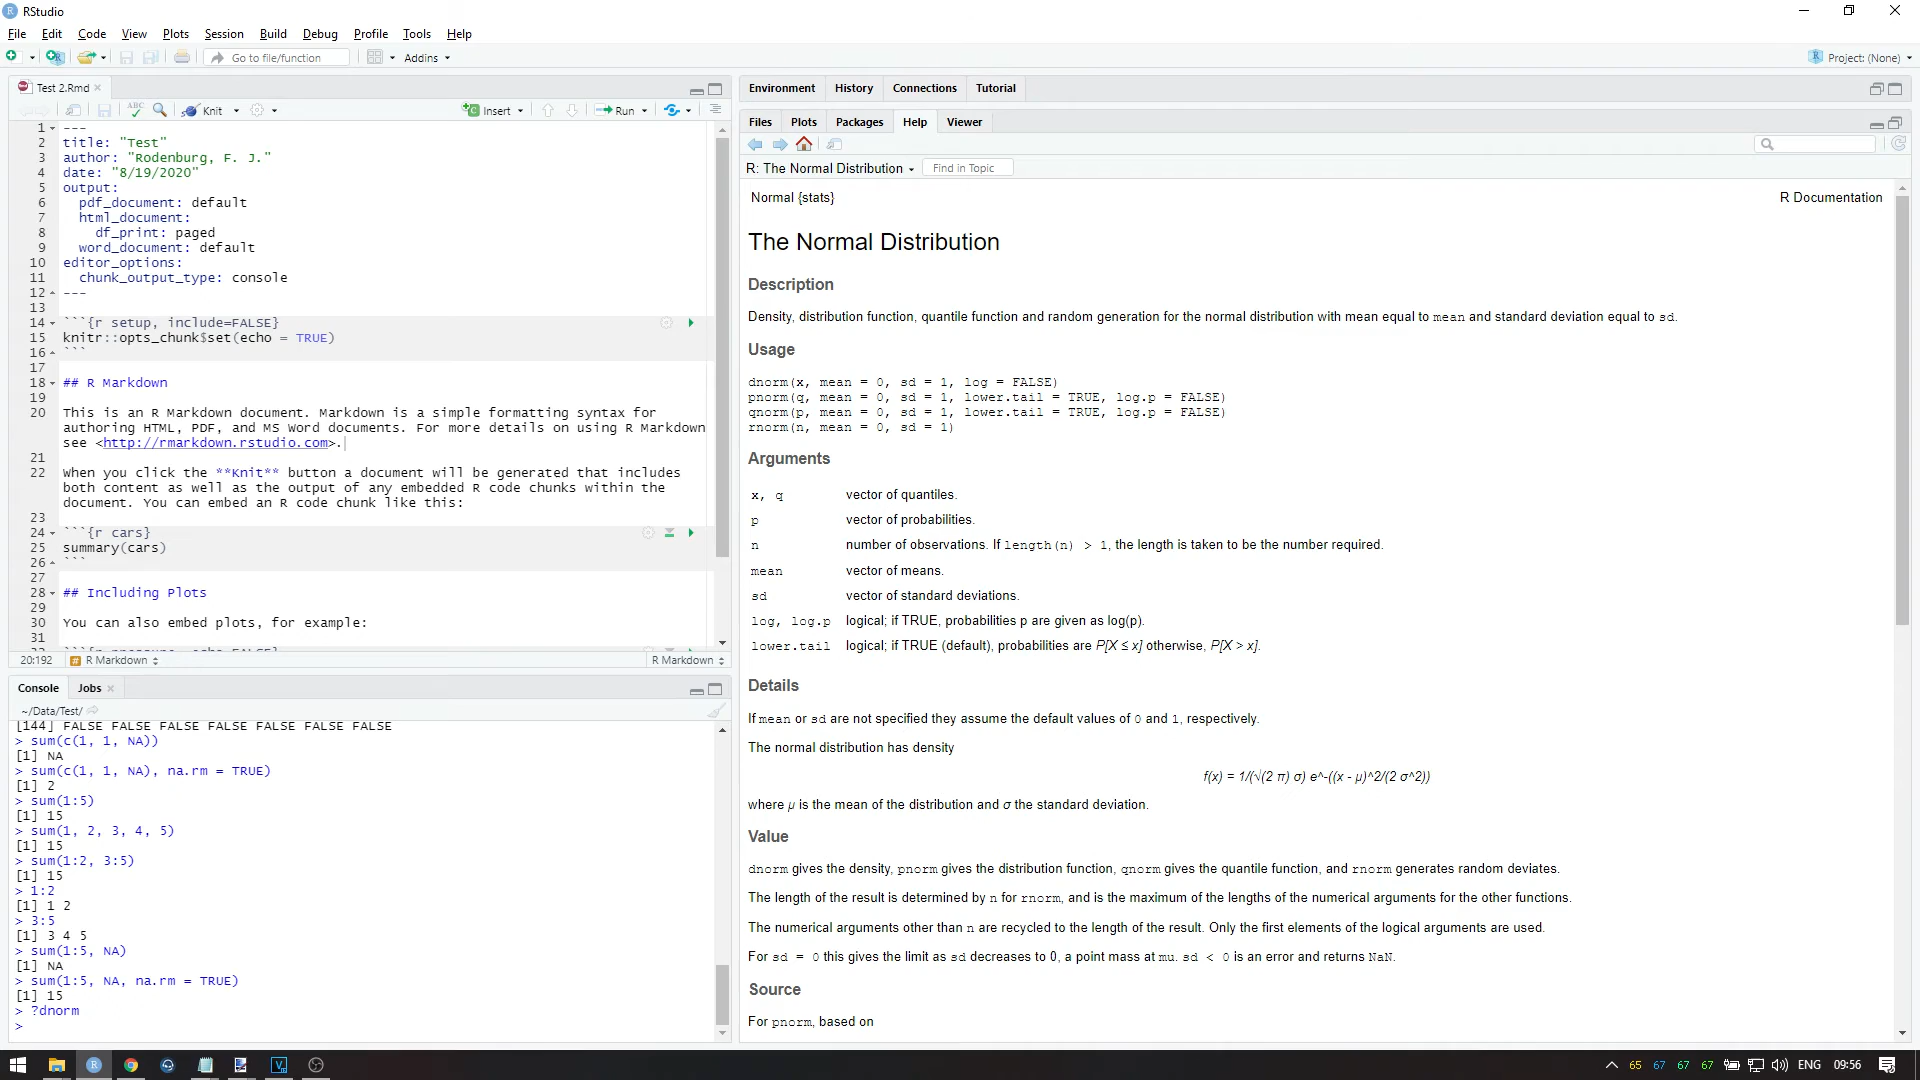 RStudio
File Edit Code View Plots Session Build Debug Profile Tools Help
Go to file/function Addins Project: (None)
Test 2.Rmd
ABC Knit Insert Run
1 ---
2 title: "Test"
3 author: "Rodenburg, F. J."
4 date: "8/19/2020"
5 output:
6 pdf_document: default
7 html_document:
8 df_print: paged
9 word_document: default
10 editor_options:
11 chunk_output_type: console
12 ---
13
14 ```{r setup, include=FALSE}
15 knitr::opts_chunk$set(echo = TRUE)
16 ```
17
18 ## R Markdown
19
20 This is an R Markdown document. Markdown is a simple formatting syntax for
authoring HTML, PDF, and MS Word documents. For more details on using R Markdown
see <http://rmarkdown.rstudio.com>.
21
22 When you click the **Knit** button a document will be generated that includes
both content as well as the output of any embedded R code chunks within the
document. You can embed an R code chunk like this:
23
24 ```{r cars}
25 summary(cars)
26 ```
27
28 ## Including Plots
29
30 You can also embed plots, for example:
31
32 ```{r pressure, echo=FALSE}
20:192 # R Markdown R Markdown
Console Jobs
~/Data/Test/
[144] FALSE FALSE FALSE FALSE FALSE FALSE FALSE
> sum(c(1, 1, NA))
[1] NA
> sum(c(1, 1, NA), na.rm = TRUE)
[1] 2
> sum(1:5)
[1] 15
> sum(1, 2, 3, 4, 5)
[1] 15
> sum(1:2, 3:5)
[1] 15
> 1:2
[1] 1 2
> 3:5
[1] 3 4 5
> sum(1:5, NA)
[1] NA
> sum(1:5, NA, na.rm = TRUE)
[1] 15
> ?dnorm
>
Environment History Connections Tutorial
Files Plots Packages Help Viewer
R: The Normal Distribution Find in Topic
Normal {stats} R Documentation
The Normal Distribution
Description
Density, distribution function, quantile function and random generation for the normal distribution with mean equal to mean and standard deviation equal to sd.
Usage
dnorm(x, mean = 0, sd = 1, log = FALSE)
pnorm(q, mean = 0, sd = 1, lower.tail = TRUE, log.p = FALSE)
qnorm(p, mean = 0, sd = 1, lower.tail = TRUE, log.p = FALSE)
rnorm(n, mean = 0, sd = 1)
Arguments
x, q vector of quantiles.
p vector of probabilities.
n number of observations. If length(n) > 1, the length is taken to be the number required.
mean vector of means.
sd vector of standard deviations.
log, log.p logical; if TRUE, probabilities p are given as log(p).
lower.tail logical; if TRUE (default), probabilities are P[X ≤ x] otherwise, P[X > x].
Details
If mean or sd are not specified they assume the default values of 0 and 1, respectively.
The normal distribution has density
f(x) = 1/(√(2 π) σ) e^-((x - μ)^2/(2 σ^2))
where μ is the mean of the distribution and σ the standard deviation.
Value
dnorm gives the density, pnorm gives the distribution function, qnorm gives the quantile function, and rnorm generates random deviates.
The length of the result is determined by n for rnorm, and is the maximum of the lengths of the numerical arguments for the other functions.
The numerical arguments other than n are recycled to the length of the result. Only the first elements of the logical arguments are used.
For sd = 0 this gives the limit as sd decreases to 0, a point mass at mu. sd < 0 is an error and returns NaN.
Source
For pnorm, based on
65 67 67 67 ENG 09:56